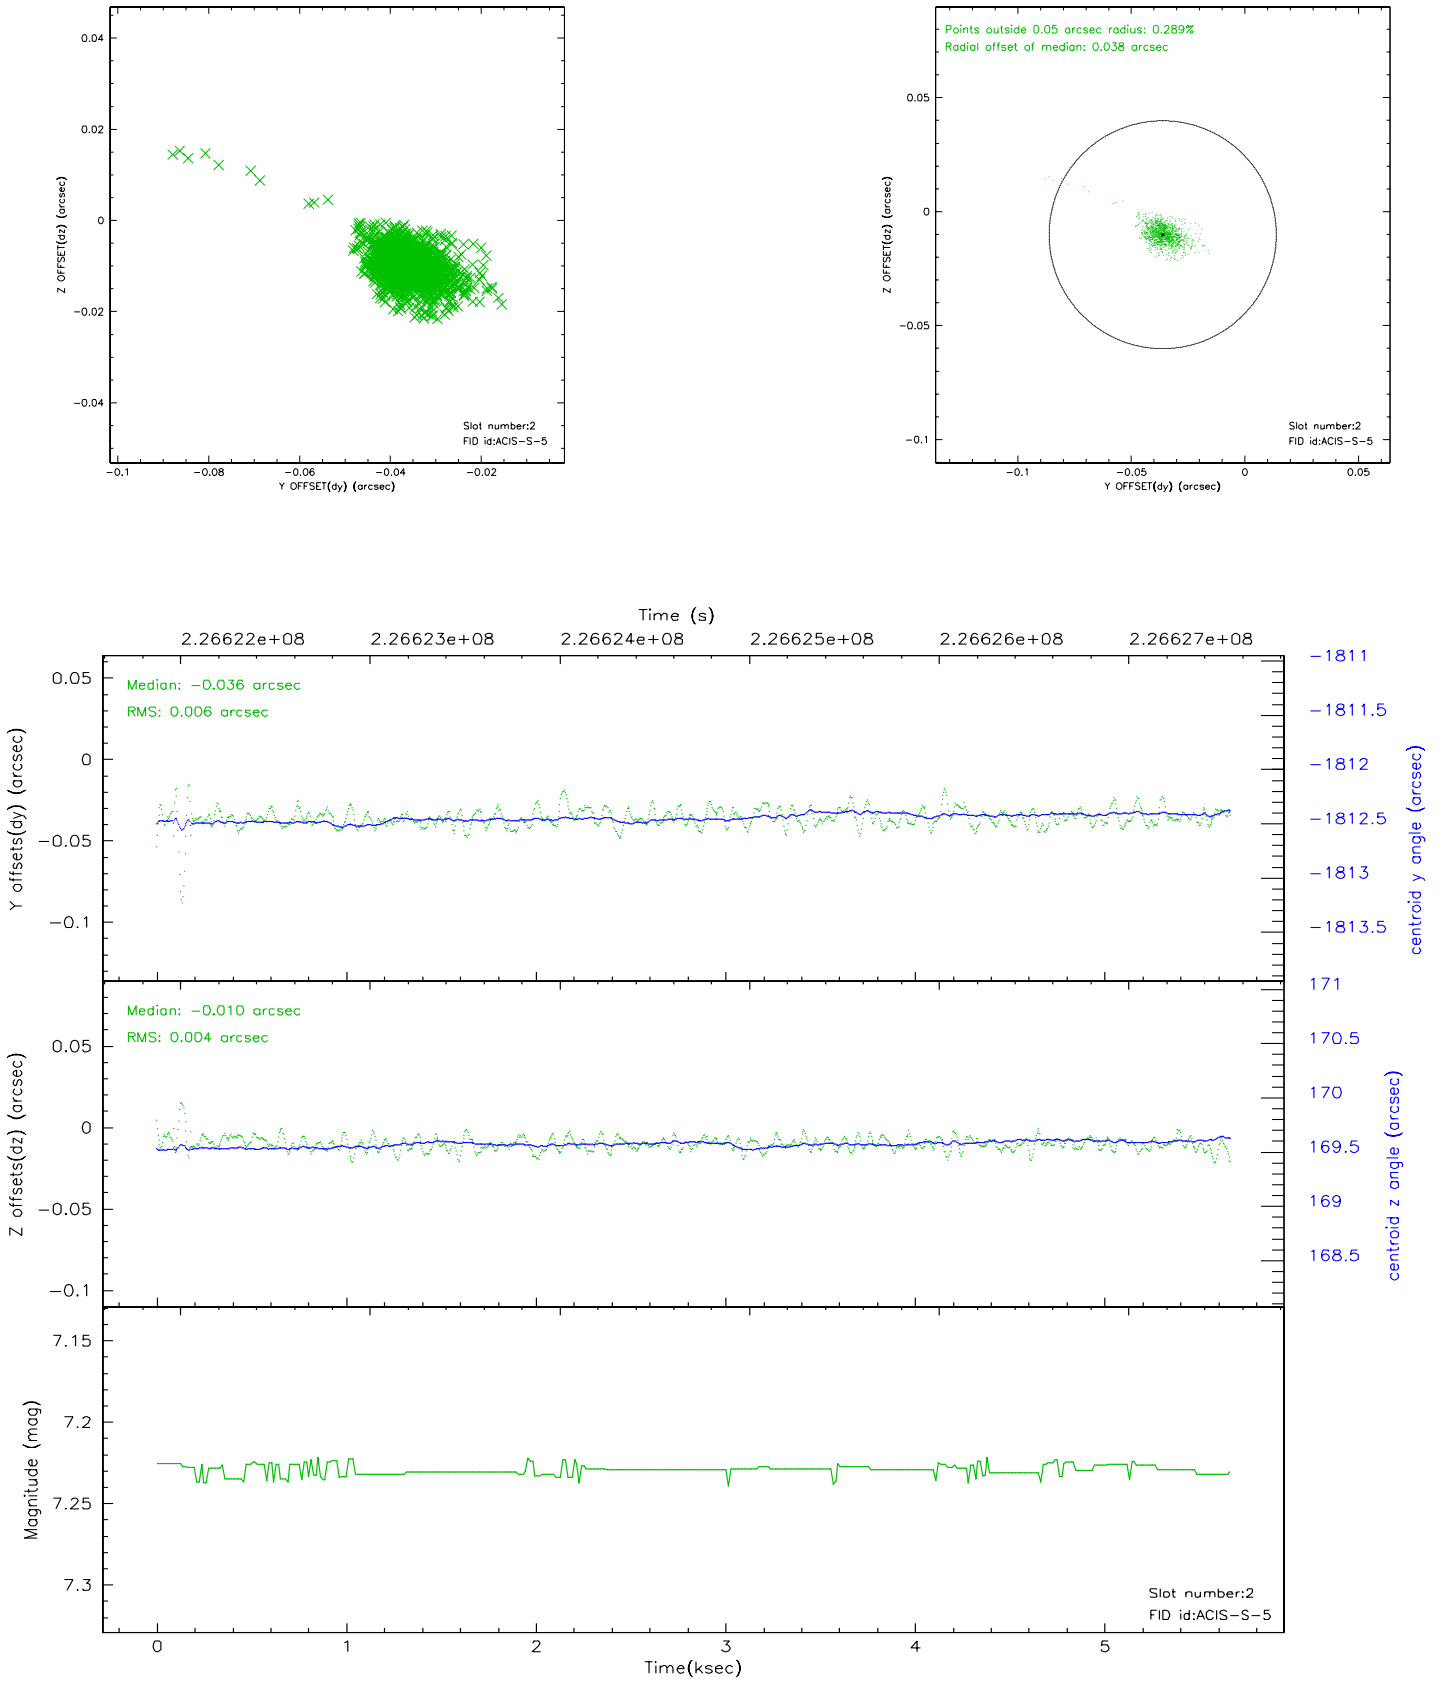 0.04
0.02
0
-0.02
-0.04
Z OFFSET(dz) (arcsec)
-0.1
-0.08
-0.06
-0.04
-0.02
Y OFFSET(dy) (arcsec)
Slot number:2
FID id:ACIS-S-5
Points outside 0.05 arcsec radius: 0.289%
Radial offset of median: 0.038 arcsec
0.05
0
-0.05
-0.1
Z OFFSET(dz) (arcsec)
-0.1
-0.05
0
0.05
Y OFFSET(dy) (arcsec)
Slot number:2
FID id:ACIS-S-5
Time (s)
2.26622e+08
2.26623e+08
2.26624e+08
2.26625e+08
2.26626e+08
2.26627e+08
Median: -0.036 arcsec
RMS: 0.006 arcsec
0.05
0
-0.05
-0.1
Y offsets(dy) (arcsec)
-1811
-1811.5
-1812
-1812.5
-1813
-1813.5
centroid y angle (arcsec)
Median: -0.010 arcsec
RMS: 0.004 arcsec
0.05
0
-0.05
-0.1
Z offsets(dz) (arcsec)
171
170.5
170
169.5
169
168.5
centroid z angle (arcsec)
7.15
7.2
7.25
7.3
Magnitude (mag)
Slot number:2
FID id:ACIS-S-5
0
1
2
3
4
5
Time(ksec)